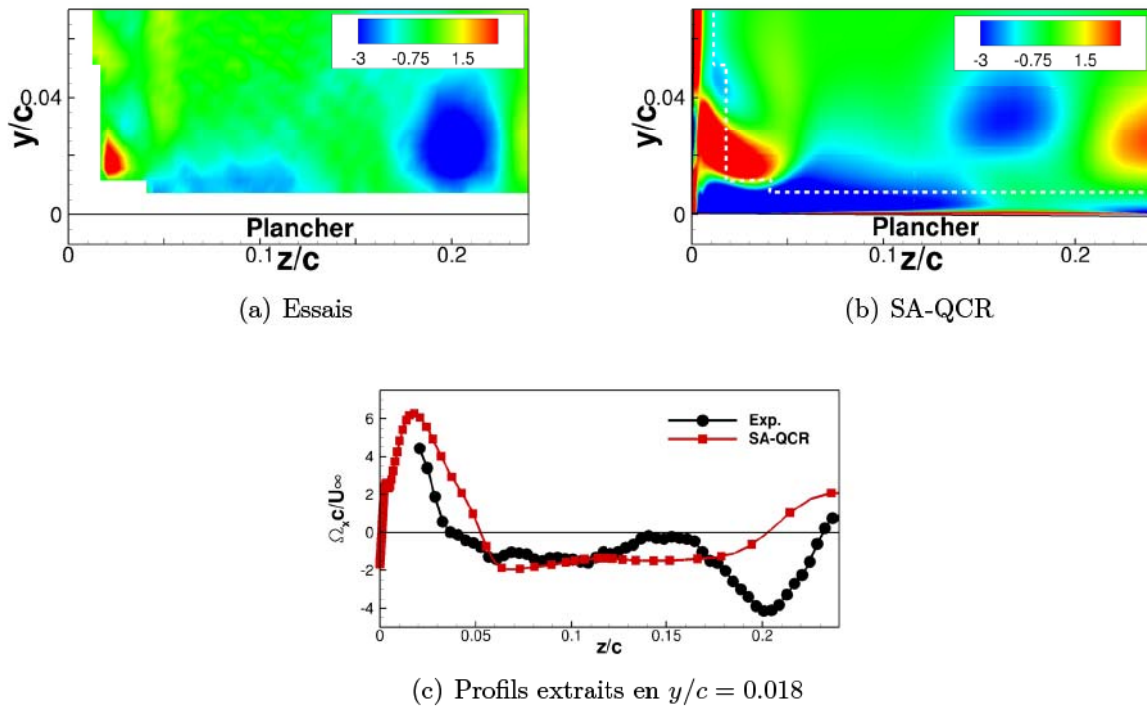 -3 -0.75 1.5
y/c
0.04
0
Plancher
0 0.1 0.2
z/c
(a) Essais
-3 -0.75 1.5
y/c
0.04
0
Plancher
0 0.1 0.2
z/c
(b) SA-QCR
Ωₓc/U∞
6
4
2
0
-2
-4
Exp.
SA-QCR
0 0.05 0.1 0.15 0.2
z/c
(c) Profils extraits en y/c = 0.018